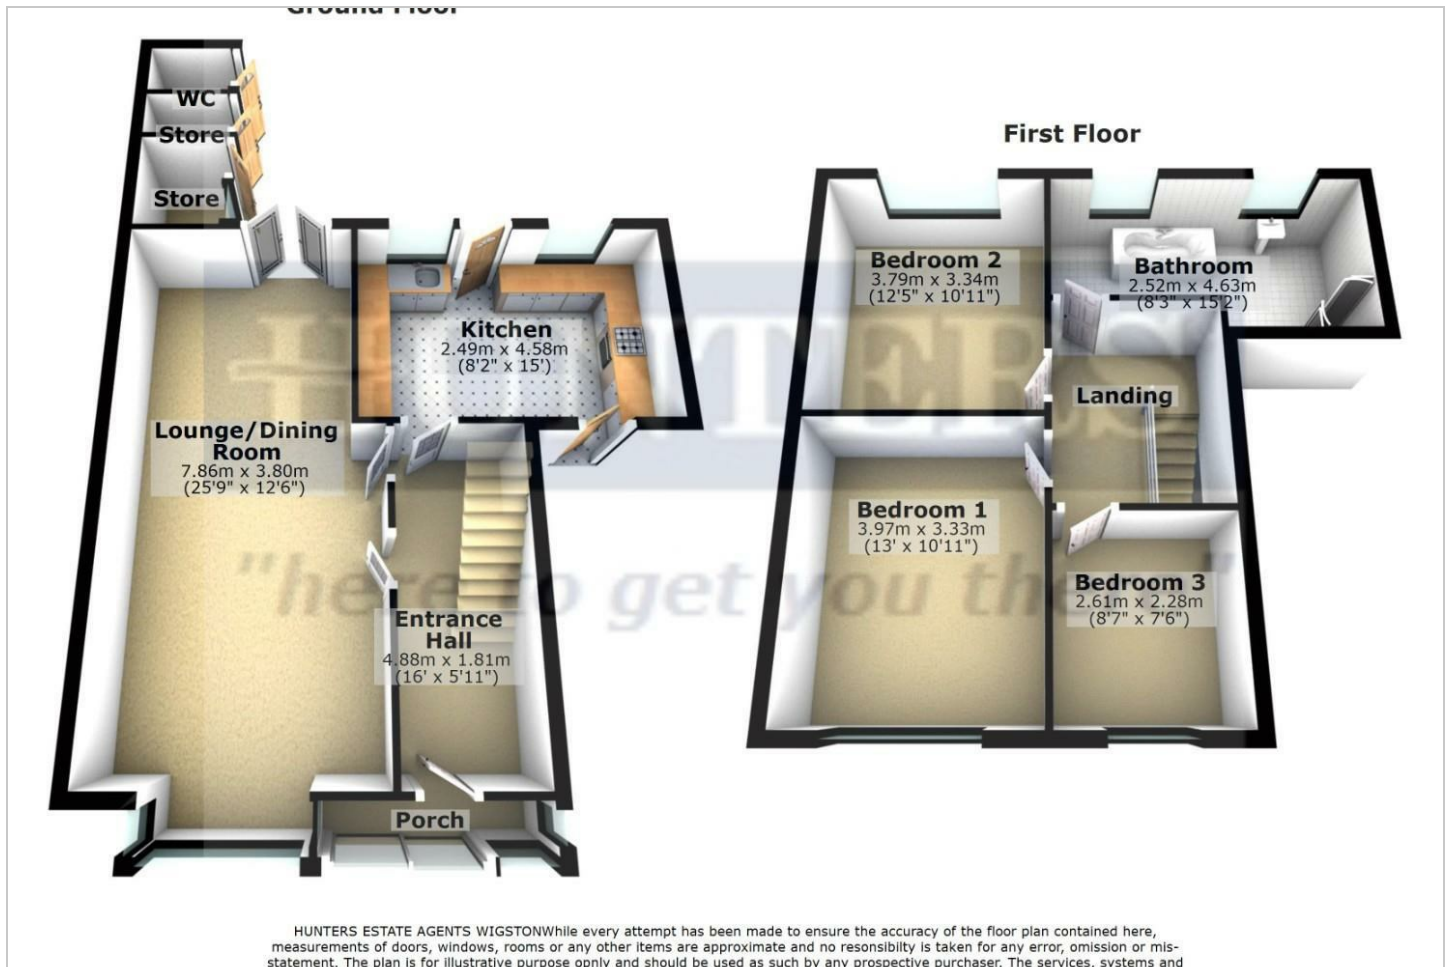 Ground Floor
WC
Store
Store
Kitchen
2.49m x 4.58m
(8'2" x 15')
Lounge/Dining
Room
7.86m x 3.80m
(25'9" x 12'6")
Entrance
Hall
4.88m x 1.81m
(16' x 5'11")
Porch
First Floor
Bedroom 2
3.79m x 3.34m
(12'5" x 10'11")
Bathroom
2.52m x 4.63m
(8'3" x 15'2")
Landing
Bedroom 1
3.97m x 3.33m
(13' x 10'11")
Bedroom 3
2.61m x 2.28m
(8'7" x 7'6")
HUNTERS
"here to get you there"
HUNTERS ESTATE AGENTS WIGSTONWhile every attempt has been made to ensure the accuracy of the floor plan contained here,
measurements of doors, windows, rooms or any other items are approximate and no resonsibilty is taken for any error, omission or mis-
statement. The plan is for illustrative purpose opnly and should be used as such by any prospective purchaser. The services, systems and